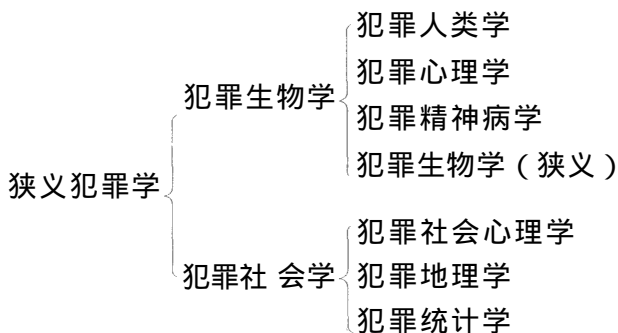 犯罪人类学
犯罪心理学
犯罪生物学
犯罪精神病学
犯罪生物学（狭义）
狭义犯罪学
犯罪社会心理学
犯罪社 会学
犯罪地理学
犯罪统计学